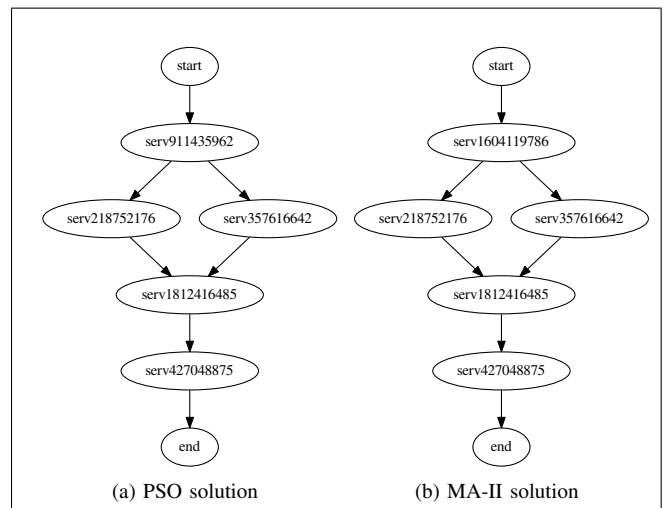 start
serv911435962
serv218752176
serv357616642
serv1812416485
serv427048875
end
(a) PSO solution
start
serv1604119786
serv218752176
serv357616642
serv1812416485
serv427048875
end
(b) MA-II solution